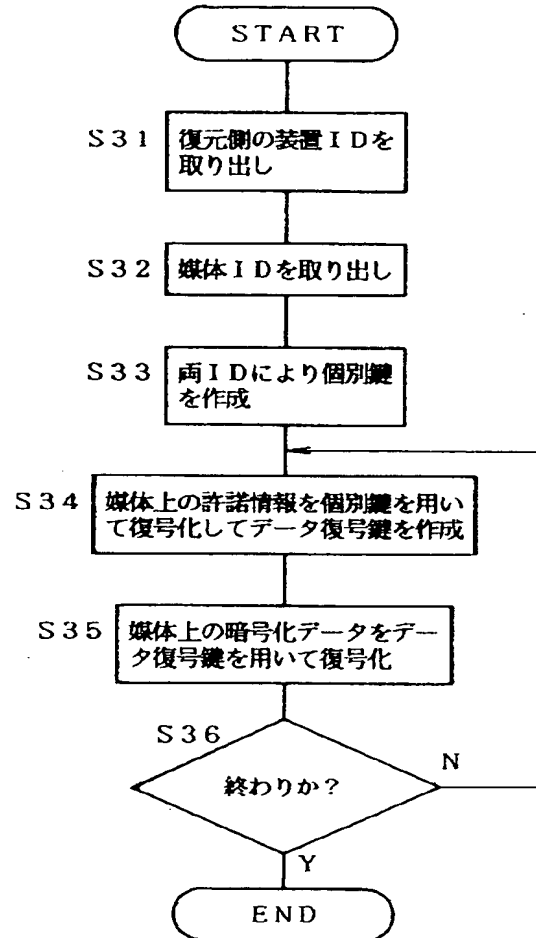 START
S31 復元側の装置IDを
取り出し
S32 媒体IDを取り出し
S33 両IDにより個別鍵
を作成
S34 媒体上の許諾情報を個別鍵を用い
て復号化してデータ復号鍵を作成
S35 媒体上の暗号化データをデー
タ復号鍵を用いて復号化
S36
終わりか?
N
Y
END